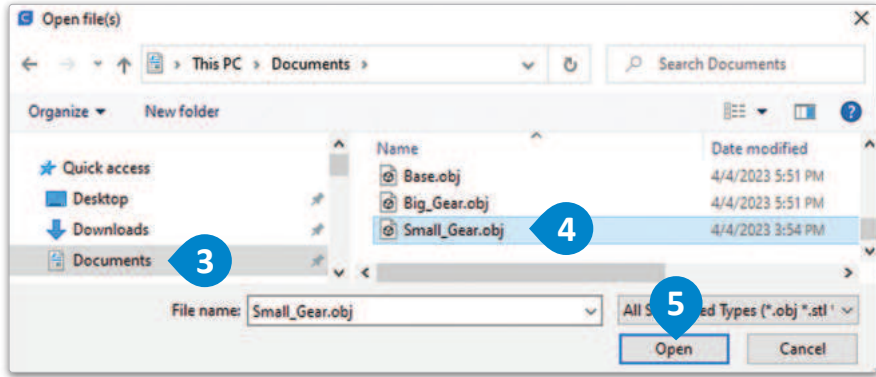 Open file(s)
This PC > Documents >
Search Documents
Organize New folder
Name Date modified
Quick access
Base.obj 4/4/2023 5:51 PM
Desktop
Big_Gear.obj 4/4/2023 5:51 PM
Downloads
Small_Gear.obj 4 4/4/2023 3:54 PM
Documents 3
File name: Small_Gear.obj
All S 5 ed Types (*.obj *.stl
Open Cancel